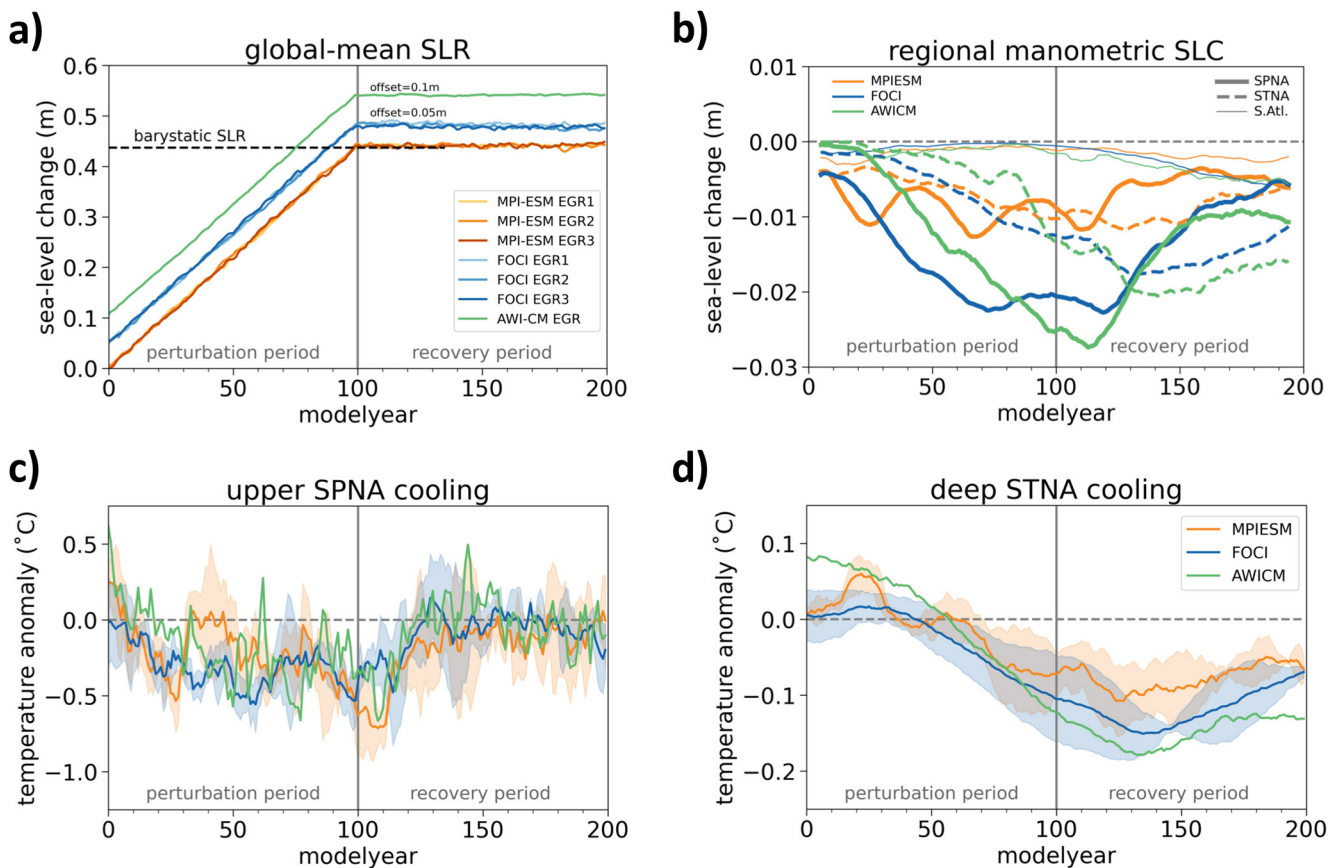 a)
global-mean SLR
0.6
0.5
0.4
0.3
0.2
0.1
0.0
sea-level change (m)
offset=0.1m
offset=0.05m
barystatic SLR
MPI-ESM EGR1
MPI-ESM EGR2
MPI-ESM EGR3
FOCI EGR1
FOCI EGR2
FOCI EGR3
AWI-CM EGR
perturbation period
recovery period
0 50 100 150 200
modelyear
b)
regional manometric SLC
0.01
0.00
−0.01
−0.02
−0.03
sea-level change (m)
MPIESM
FOCI
AWICM
SPNA
STNA
S.Atl.
perturbation period
recovery period
0 50 100 150 200
modelyear
c)
upper SPNA cooling
0.5
0.0
−0.5
−1.0
temperature anomaly (˚C)
perturbation period
recovery period
0 50 100 150 200
modelyear
d)
deep STNA cooling
0.1
0.0
−0.1
−0.2
temperature anomaly (˚C)
MPIESM
FOCI
AWICM
perturbation period
recovery period
0 50 100 150 200
modelyear